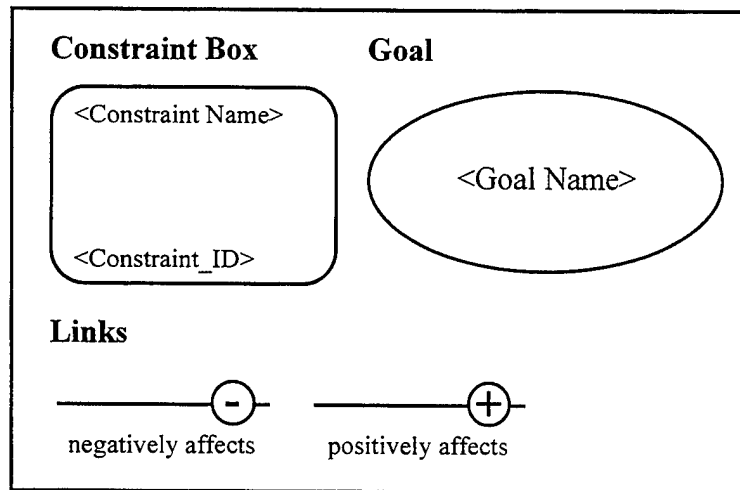 Constraint Box Goal
<Constraint Name>
<Goal Name>
<Constraint_ID>
Links
- +
negatively affects positively affects